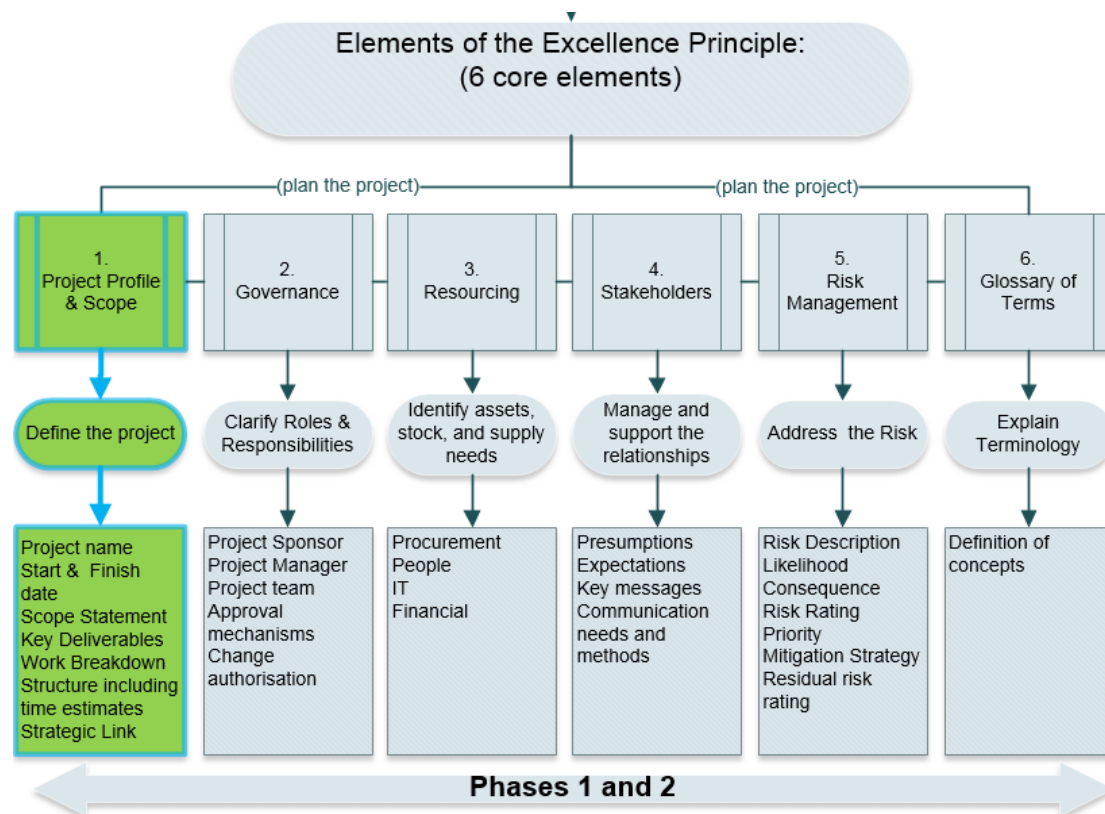 Elements of the Excellence Principle:
(6 core elements)
(plan the project)
(plan the project)
1.
Project Profile
& Scope
2.
Governance
3.
Resourcing
4.
Stakeholders
5.
Risk
Management
6.
Glossary of
Terms
Define the project
Clarify Roles &
Responsibilities
Identify assets,
stock, and supply
needs
Manage and
support the
relationships
Address the Risk
Explain
Terminology
Project name
Start & Finish
date
Scope Statement
Key Deliverables
Work Breakdown
Structure including
time estimates
Strategic Link
Project Sponsor
Project Manager
Project team
Approval
mechanisms
Change
authorisation
Procurement
People
IT
Financial
Presumptions
Expectations
Key messages
Communication
needs and
methods
Risk Description
Likelihood
Consequence
Risk Rating
Priority
Mitigation Strategy
Residual risk
rating
Definition of
concepts
Phases 1 and 2